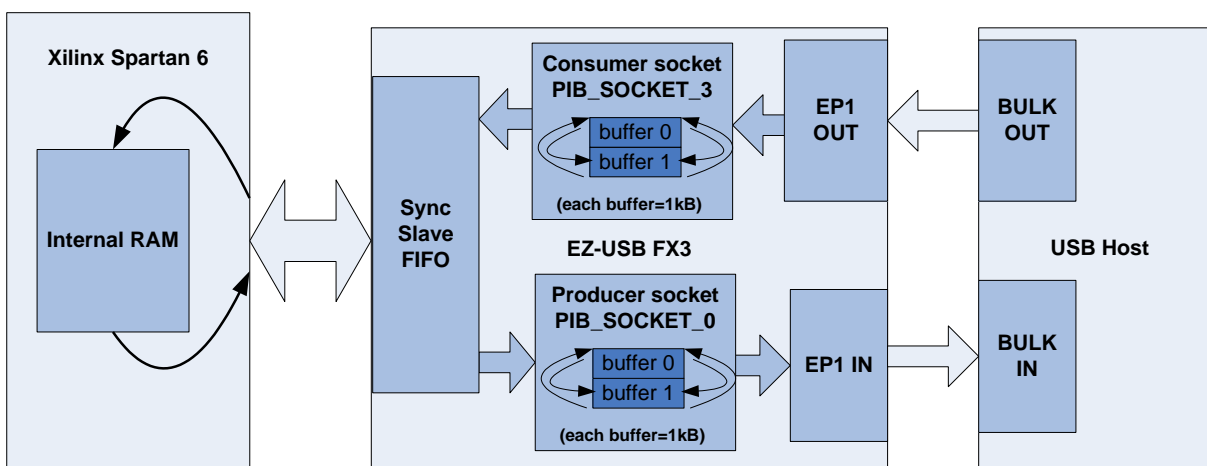 Xilinx Spartan 6
Internal RAM
Sync
Slave
FIFO
Consumer socket
PIB_SOCKET_3
buffer 0
buffer 1
(each buffer=1kB)
EZ-USB FX3
Producer socket
PIB_SOCKET_0
buffer 0
buffer 1
(each buffer=1kB)
EP1
OUT
EP1 IN
BULK
OUT
USB Host
BULK
IN